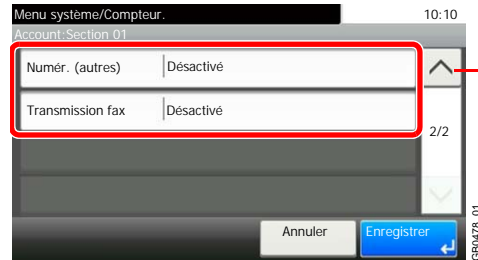 Menu système/Compteur. 10:10
Account:Section 01
Numér. (autres) Désactivé
Transmission fax Désactivé
2/2
Annuler Enregistrer
GB0478_01